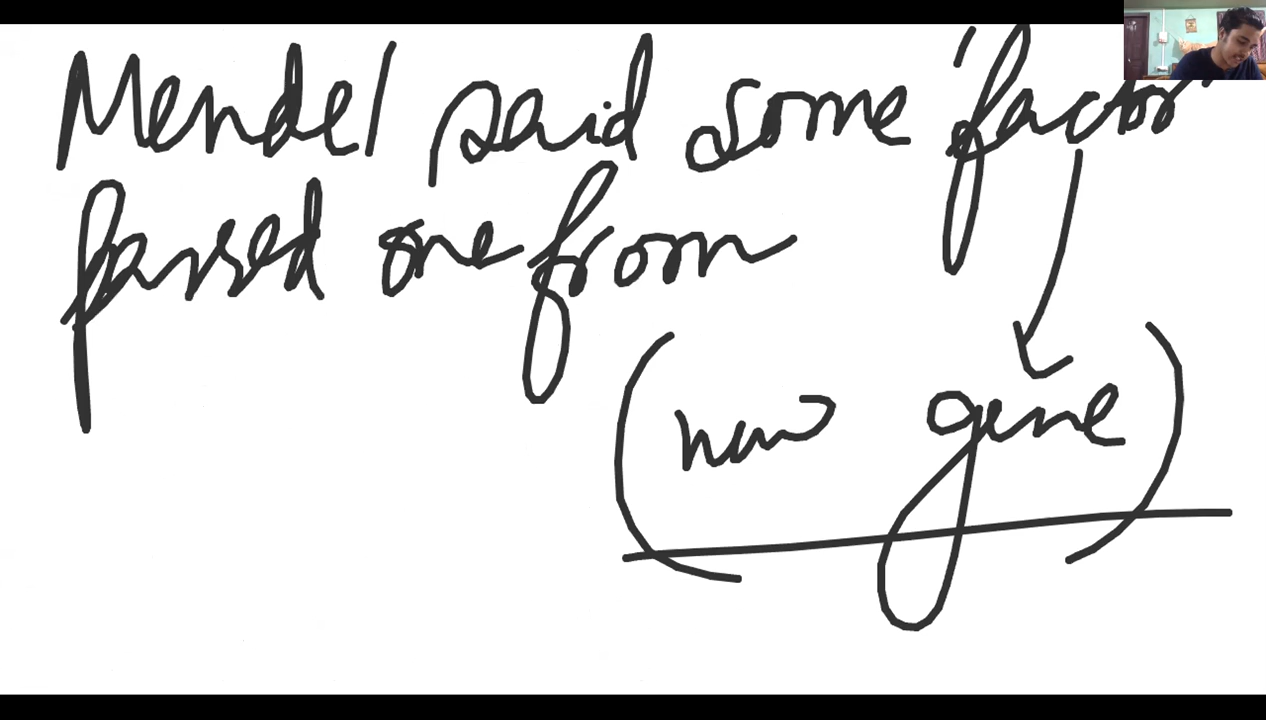 Mendel said some 'factor'
passed one from
(now gene)